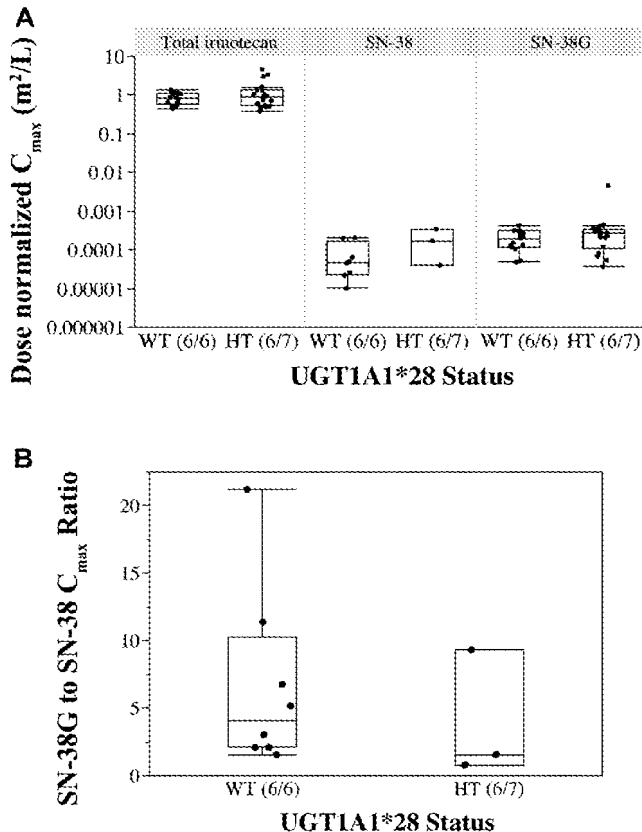 A
Total irinotecan SN-38 SN-38G
Dose normalized Cmax (m²/L)
10
1
0.1
0.01
0.001
0.0001
0.00001
0.000001
WT (6/6) HT (6/7) WT (6/6) HT (6/7) WT (6/6) HT (6/7)
UGT1A1*28 Status
B
SN-38G to SN-38 Cmax Ratio
20
15
10
5
0
WT (6/6) HT (6/7)
UGT1A1*28 Status